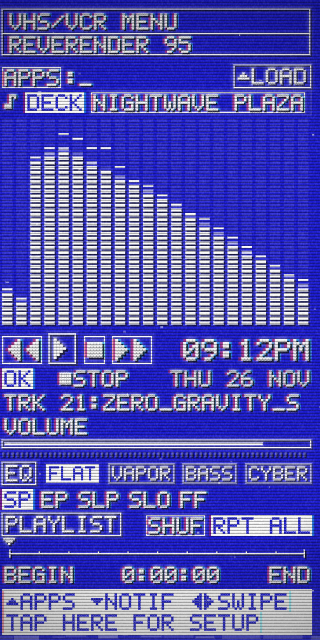 VHS/VCR MENU
REVERENDER 95
APPS:_ LOAD
DECK NIGHTWAVE PLAZA
09:12PM
OK STOP THU 26 NOV
TRK 21:ZERO_GRAVITY_S
VOLUME
EQ FLAT VAPOR BASS CYBER
SP EP SLP SLO FF
PLAYLIST SHUF RPT ALL
BEGIN 0:00:00 END
APPS NOTIF SWIPE
TAP HERE FOR SETUP